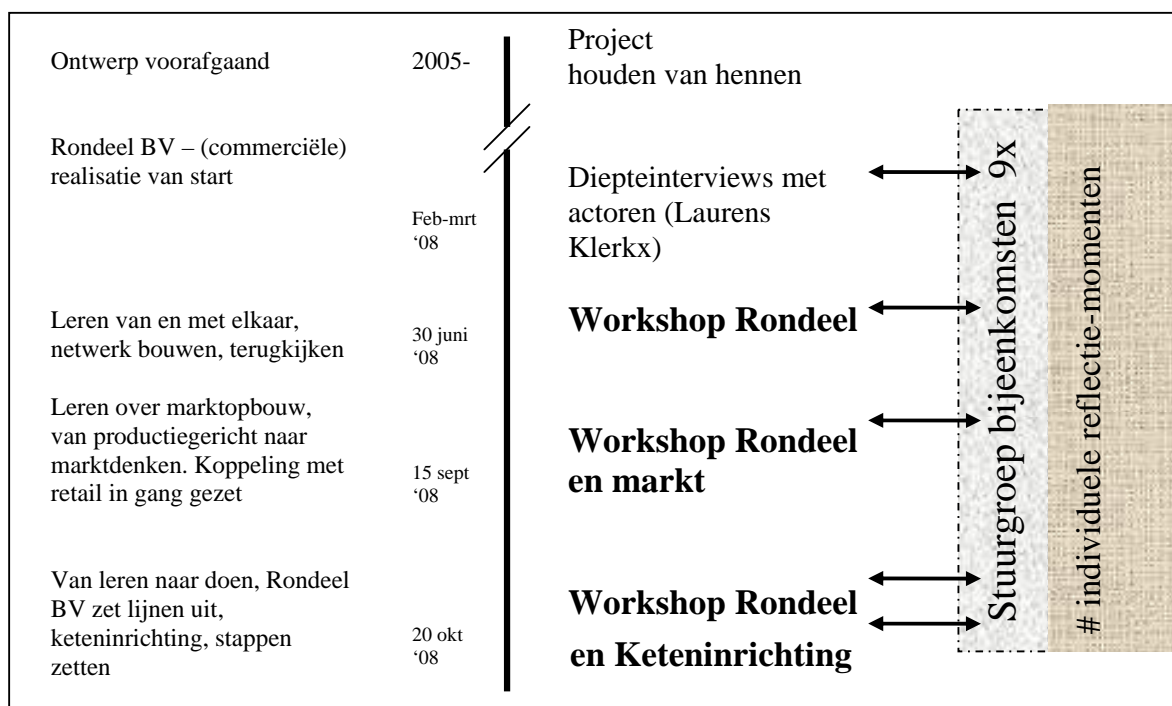 Ontwerp voorafgaand
2005-
Project
houden van hennen
Rondeel BV – (commerciële)
realisatie van start
Feb-mrt
‘08
Diepteinterviews met
actoren (Laurens
Klerkx)
Leren van en met elkaar,
netwerk bouwen, terugkijken
30 juni
‘08
Workshop Rondeel
Leren over marktopbouw,
van productiegericht naar
marktdenken. Koppeling met
retail in gang gezet
15 sept
‘08
Workshop Rondeel
en markt
Van leren naar doen, Rondeel
BV zet lijnen uit,
keteninrichting, stappen
zetten
20 okt
‘08
Workshop Rondeel
en Keteninrichting
Stuurgroep bijeenkomsten 9x
# individuele reflectie-momenten